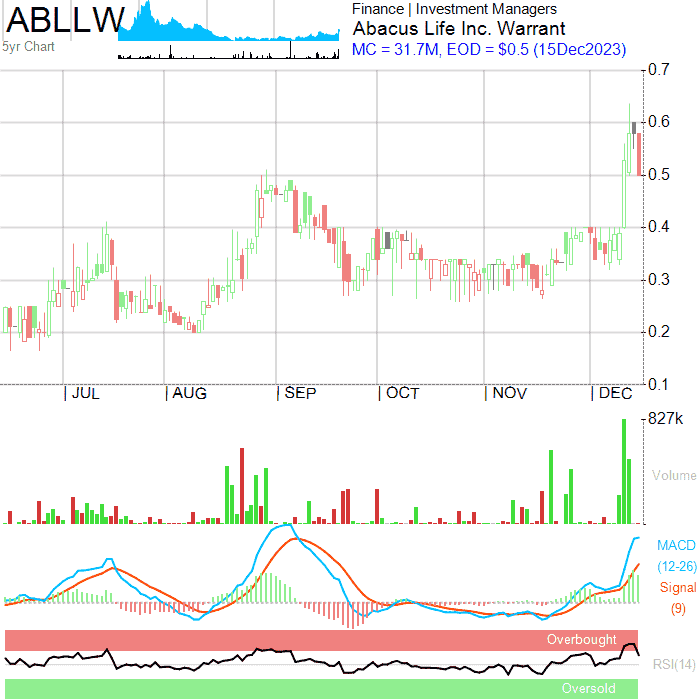 ABLLW
5yr Chart
Finance | Investment Managers
Abacus Life Inc. Warrant
MC = 31.7M, EOD = $0.5 (15Dec2023)
0.7
0.6
0.5
0.4
0.3
0.2
0.1
| JUL | AUG | SEP | OCT | NOV | DEC
827k
Volume
MACD
(12-26)
Signal
(9)
Overbought
RSI(14)
Oversold